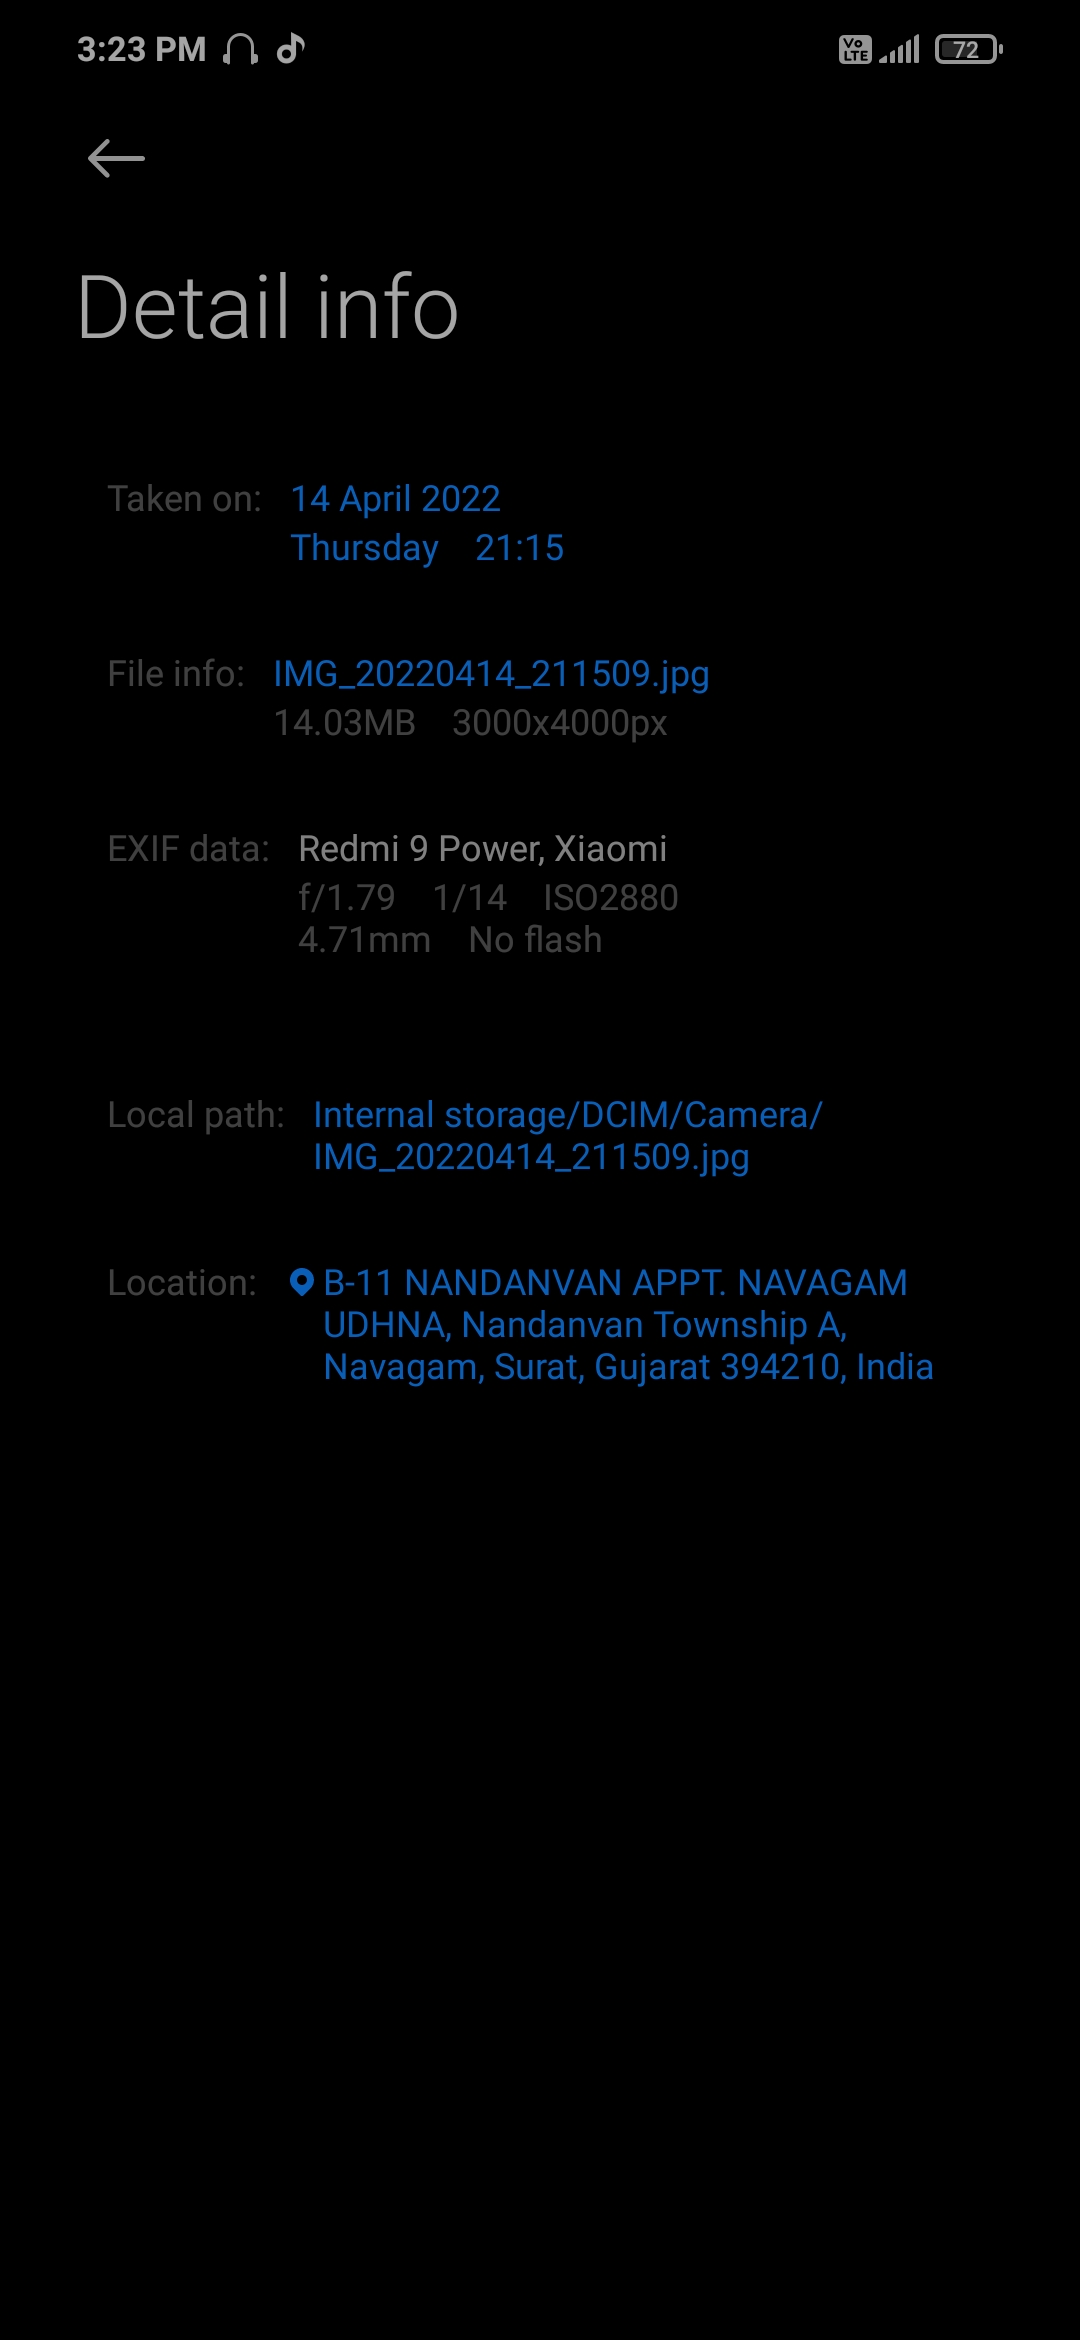 3:23 PM Vo LTE 72
Detail info
Taken on: 14 April 2022
Thursday 21:15
File info: IMG_20220414_211509.jpg
14.03MB 3000x4000px
EXIF data: Redmi 9 Power, Xiaomi
f/1.79 1/14 ISO2880
4.71mm No flash
Local path: Internal storage/DCIM/Camera/
IMG_20220414_211509.jpg
Location: B-11 NANDANVAN APPT. NAVAGAM
UDHNA, Nandanvan Township A,
Navagam, Surat, Gujarat 394210, India